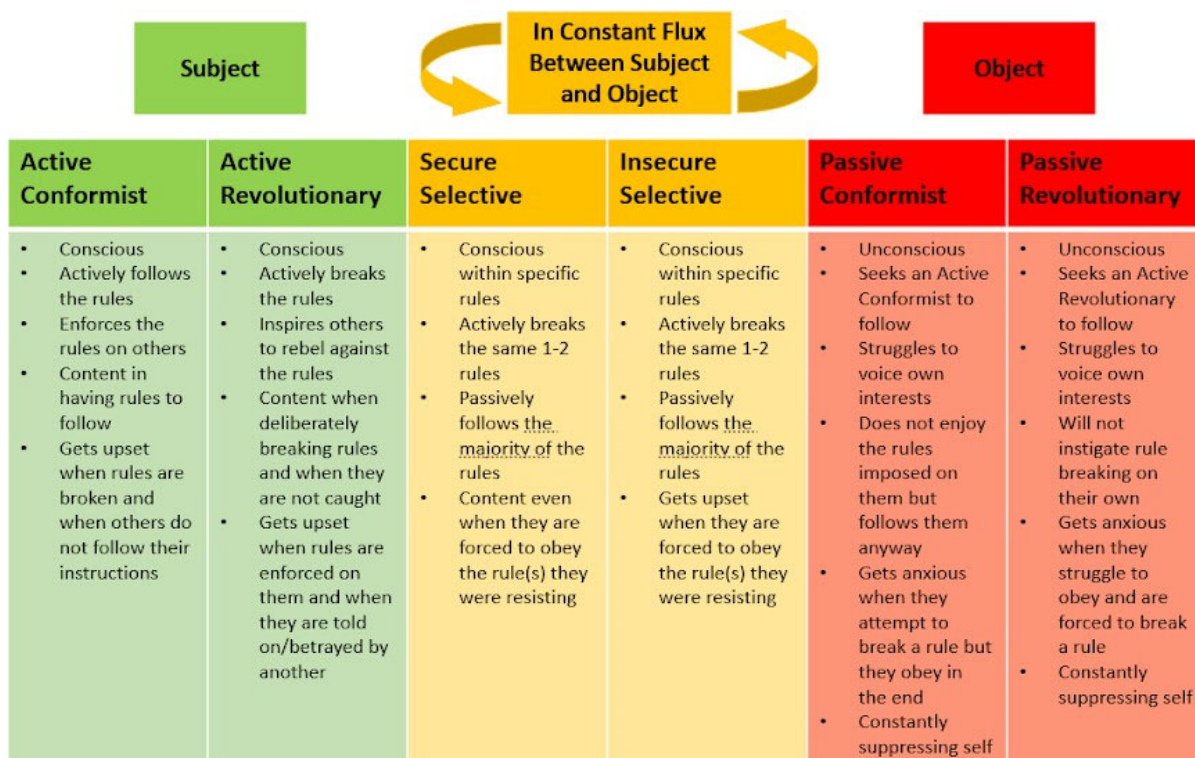 Subject
In Constant Flux
Between Subject
and Object
Object
Active
Conformist
Active
Revolutionary
Secure
Selective
Insecure
Selective
Passive
Conformist
Passive
Revolutionary
• Conscious
• Actively follows
the rules
• Enforces the
rules on others
• Content in
having rules to
follow
• Gets upset
when rules are
broken and
when others do
not follow their
instructions
• Conscious
• Actively breaks
the rules
• Inspires others
to rebel against
the rules
• Content when
deliberately
breaking rules
and when they
are not caught
• Gets upset
when rules are
enforced on
them and when
they are told
on/betrayed by
another
• Conscious
within specific
rules
• Actively breaks
the same 1-2
rules
• Passively
follows the
majority of the
rules
• Content even
when they are
forced to obey
the rule(s) they
were resisting
• Conscious
within specific
rules
• Actively breaks
the same 1-2
rules
• Passively
follows the
majority of the
rules
• Gets upset
when they are
forced to obey
the rule(s) they
were resisting
• Unconscious
• Seeks an Active
Conformist to
follow
• Struggles to
voice own
interests
• Does not enjoy
the rules
imposed on
them but
follows them
anyway
• Gets anxious
when they
attempt to
break a rule but
they obey in
the end
• Constantly
suppressing self
• Unconscious
• Seeks an Active
Revolutionary
to follow
• Struggles to
voice own
interests
• Will not
instigate rule
breaking on
their own
• Gets anxious
when they
struggle to
obey and are
forced to break
a rule
• Constantly
suppressing self